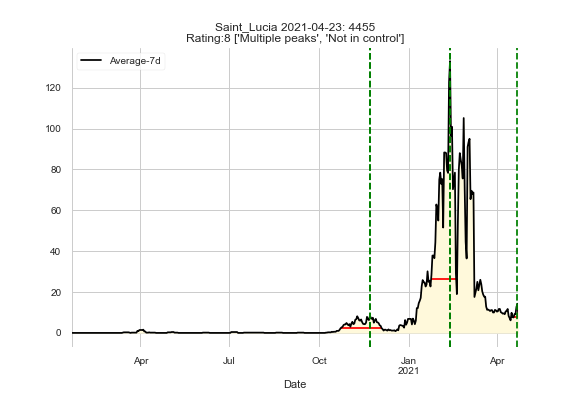 Saint_Lucia 2021-04-23: 4455
Rating:8 ['Multiple peaks', 'Not in control']
Average-7d
120
100
80
60
40
20
0
Apr
Jul
Oct
Jan
2021
Apr
Date